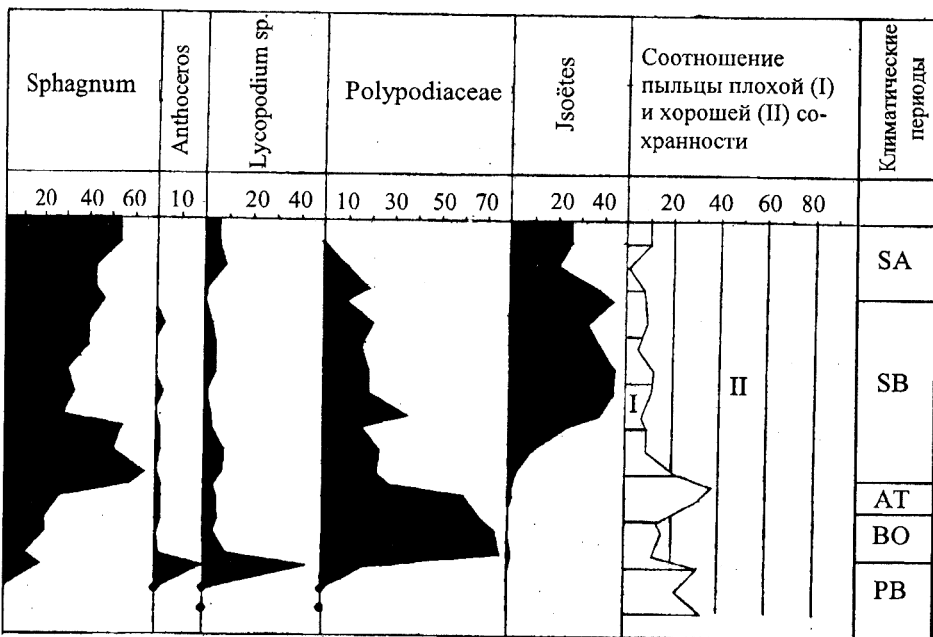 Sphagnum
Anthoceros
Lycopodium sp.
Polypodiaceae
Jsoëtes
Соотношение
пыльцы плохой (I)
и хорошей (II) со-
хранности
Климатические
периоды
20 40 60 10 20 40 10 30 50 70 20 40 20 40 60 80
SA
SB
II
I
AT
BO
PB